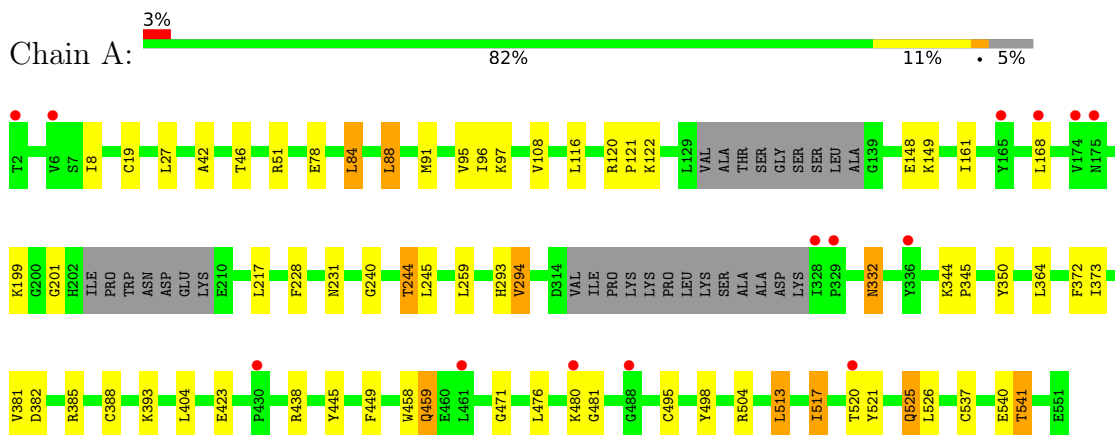 3%
Chain A:
82% 11% • 5%
T2 V6 S7 I8 C19 L27 A42 T46 R51 E78 L84 L88 M91 V95 I96 K97 V108 L116 R120 P121 K122 L129 VAL ALA THR SER GLY SER SER LEU ALA G139 E148 K149 I161 Y165 L168 V174 N175
K199 G200 G201 H202 ILE PRO TRP ASN ASP GLU LYS E210 L217 F228 N231 G240 T244 L245 L259 H293 V294 D314 VAL ILE PRO LYS LYS PRO LEU LYS SER ALA ALA ASP LYS I328 P329 N332 Y336 K344 P345 Y350 L364 F372 I373
V381 D382 R385 C388 K393 L404 E423 P430 R438 Y445 F449 W458 Q459 E460 L461 G471 L476 K480 G481 G488 C495 Y498 R504 L513 I517 T520 Y521 Q525 L526 C537 E540 T541 E551